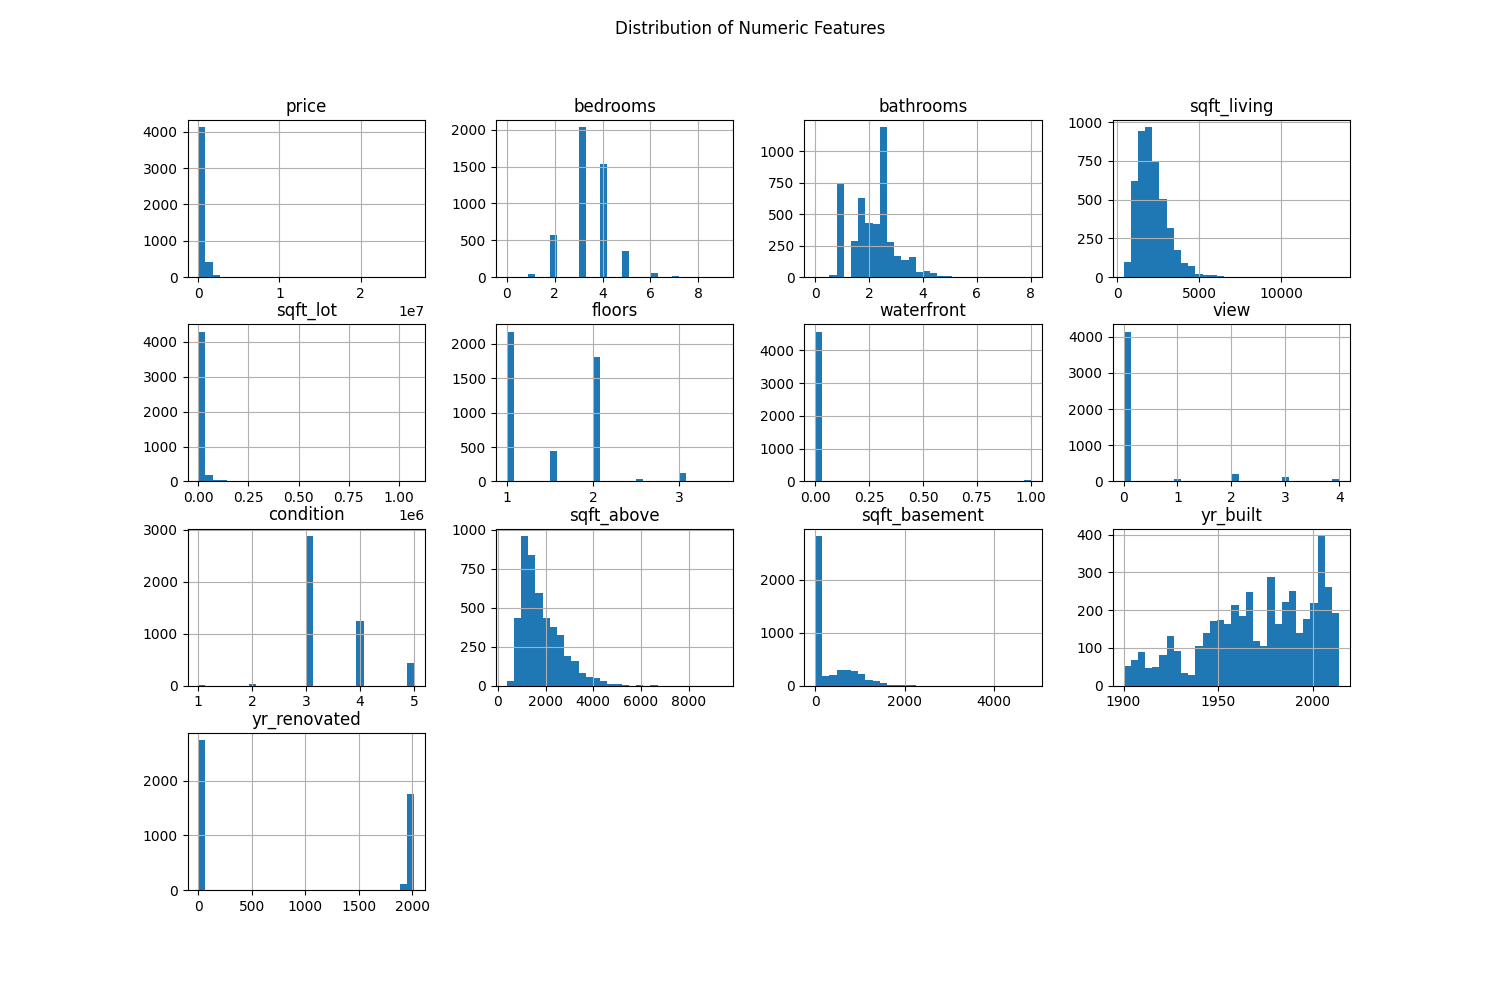 Distribution of Numeric Features
price
4000
3000
2000
1000
0
0 1 2
1e7
bedrooms
2000
1500
1000
500
0
0 2 4 6 8
bathrooms
1000
750
500
250
0
0 2 4 6 8
sqft_living
1000
750
500
250
0
0 5000 10000
sqft_lot
4000
3000
2000
1000
0
0.00 0.25 0.50 0.75 1.00
1e6
floors
2000
1500
1000
500
0
1 2 3
waterfront
4000
3000
2000
1000
0
0.00 0.25 0.50 0.75 1.00
view
4000
3000
2000
1000
0
0 1 2 3 4
condition
3000
2000
1000
0
1 2 3 4 5
sqft_above
1000
750
500
250
0
0 2000 4000 6000 8000
sqft_basement
2000
1000
0
0 2000 4000
yr_built
400
300
200
100
0
1900 1950 2000
yr_renovated
2000
1000
0
0 500 1000 1500 2000